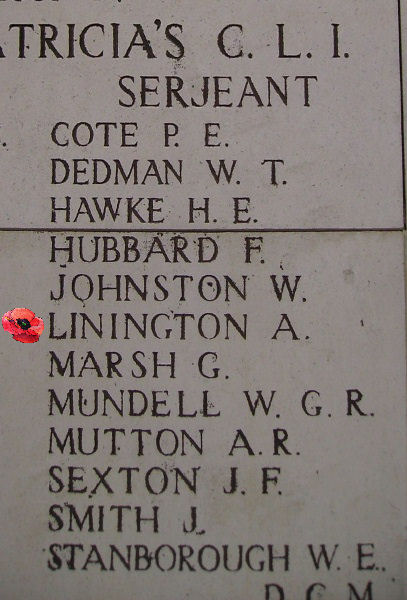 ATRICIA'S C. L. I.
SERJEANT
COTE P. E.
DEDMAN W. T.
HAWKE H. E.
HUBBARD F.
JOHNSTON W.
LININGTON A.
MARSH G.
MUNDELL W. G. R.
MUTTON A. R.
SEXTON J. F.
SMITH J.
STANBOROUGH W. E.
D. C. M.